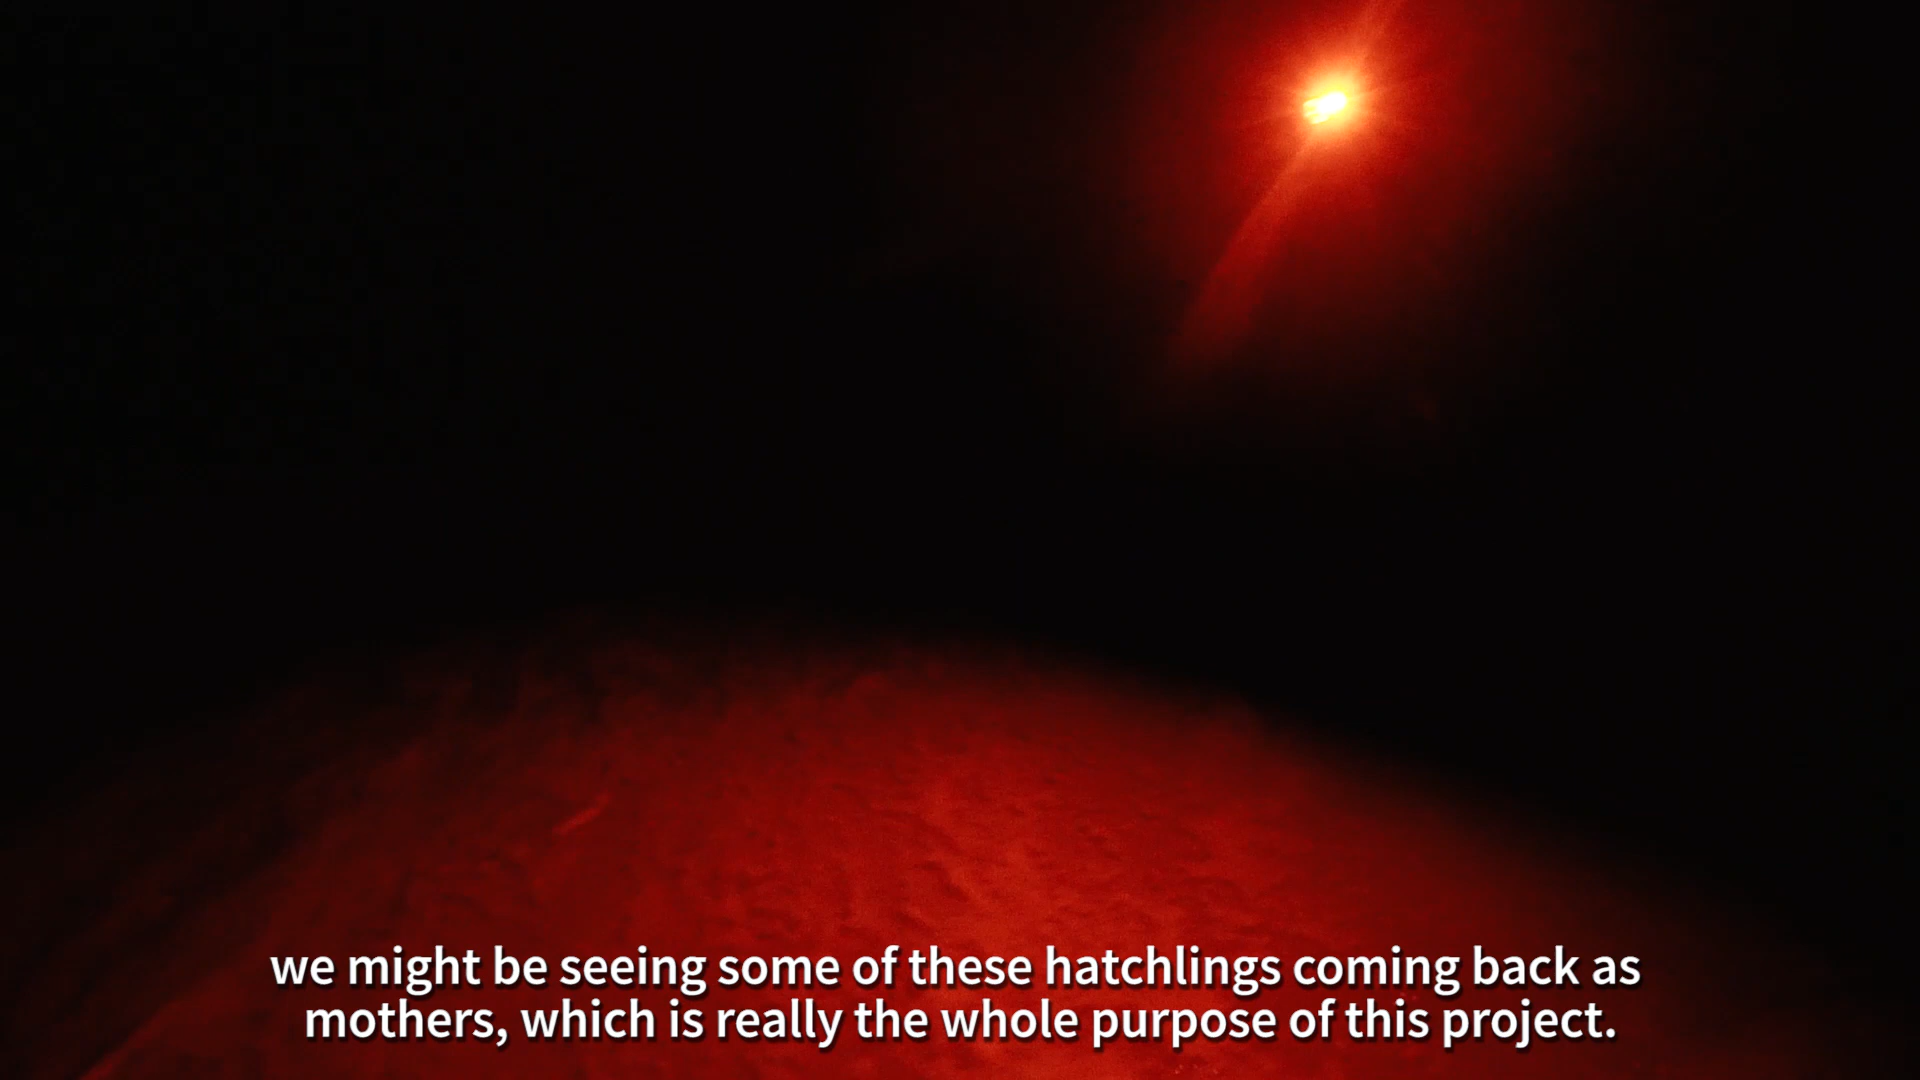 we might be seeing some of these hatchlings coming back as
mothers, which is really the whole purpose of this project.